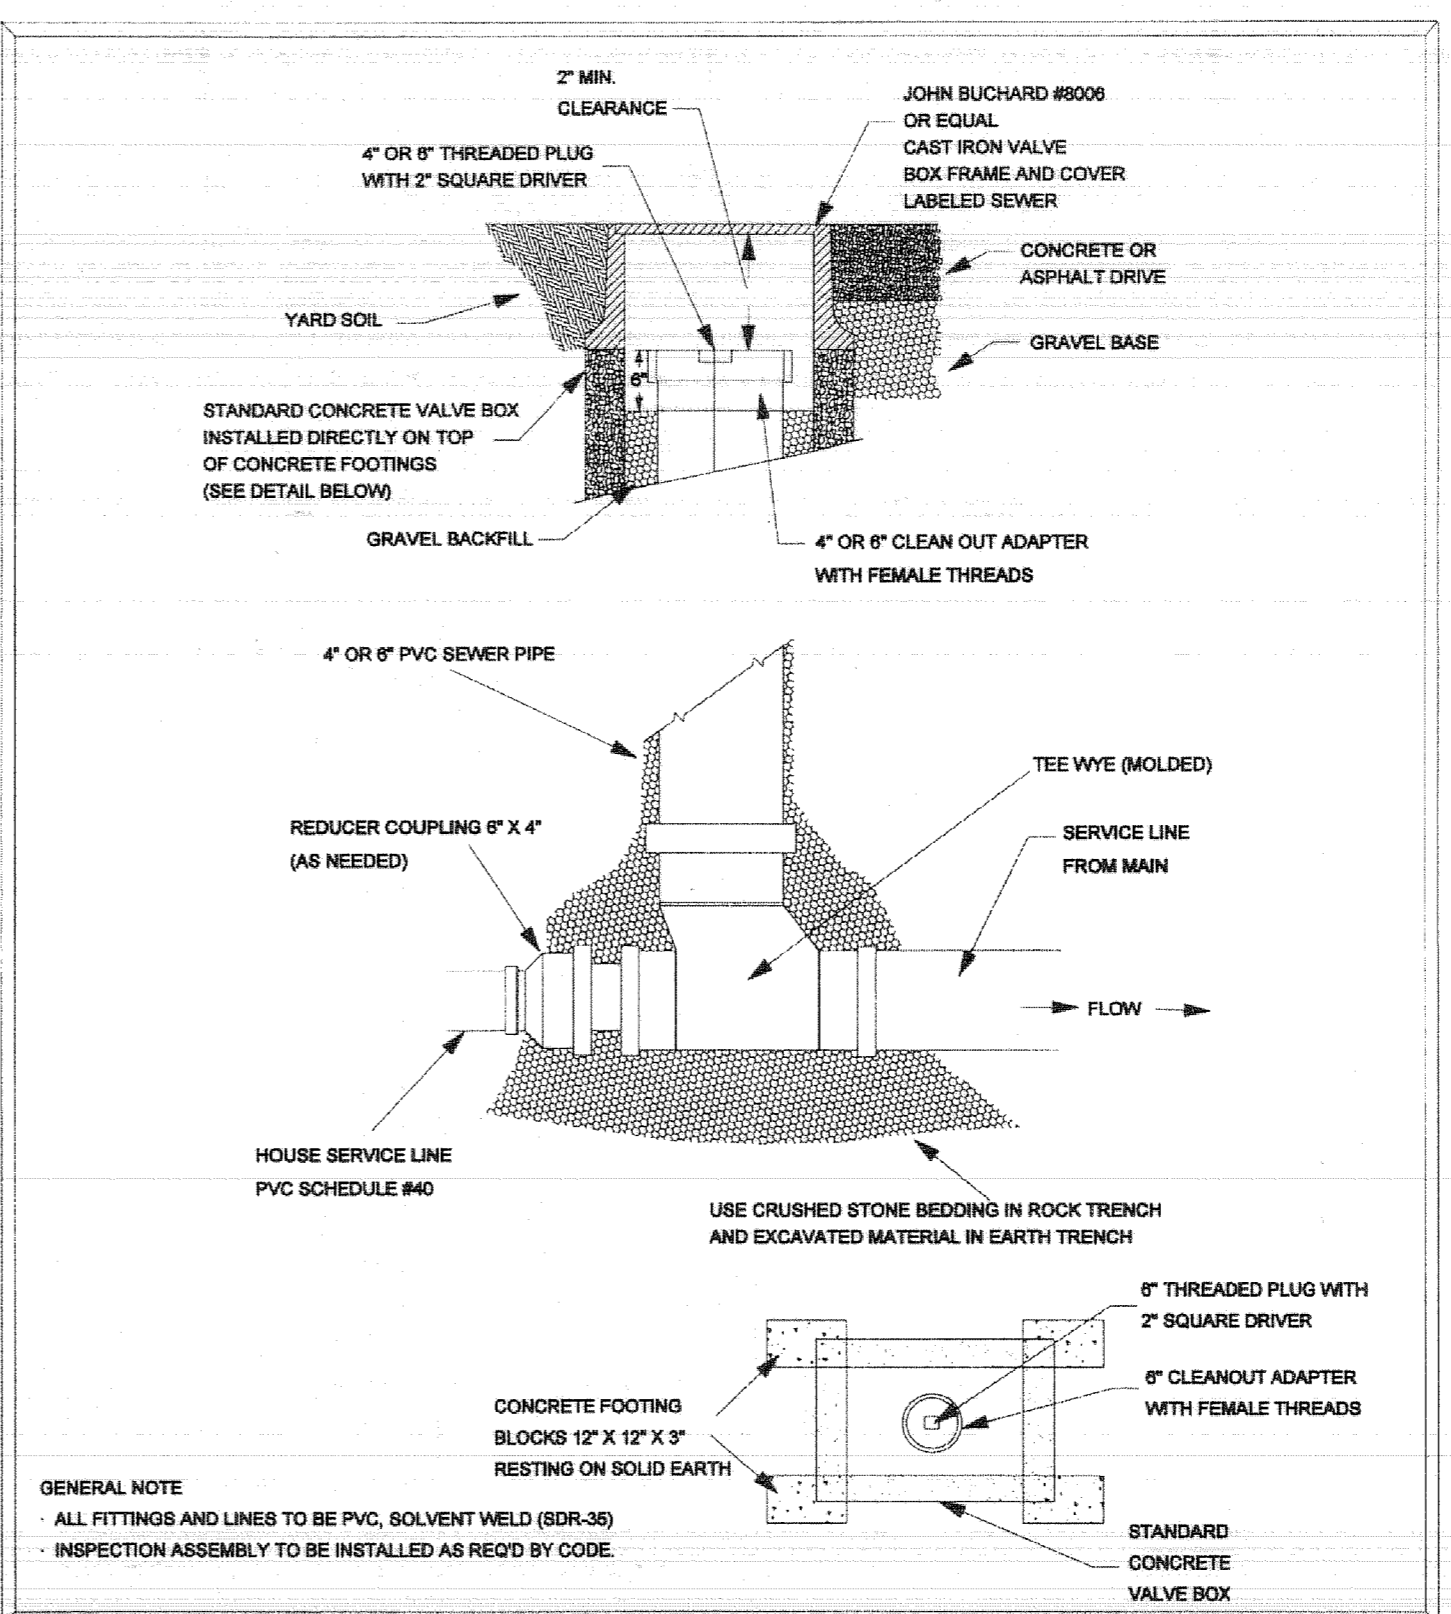 2" MIN.
CLEARANCE
JOHN BUCHARD #8006
OR EQUAL
CAST IRON VALVE
BOX FRAME AND COVER
LABELED SEWER
4" OR 6" THREADED PLUG
WITH 2" SQUARE DRIVER
CONCRETE OR
ASPHALT DRIVE
YARD SOIL
GRAVEL BASE
6"
STANDARD CONCRETE VALVE BOX
INSTALLED DIRECTLY ON TOP
OF CONCRETE FOOTINGS
(SEE DETAIL BELOW)
GRAVEL BACKFILL
4" OR 6" CLEAN OUT ADAPTER
WITH FEMALE THREADS
4" OR 6" PVC SEWER PIPE
TEE WYE (MOLDED)
REDUCER COUPLING 6" X 4"
(AS NEEDED)
SERVICE LINE
FROM MAIN
FLOW
HOUSE SERVICE LINE
PVC SCHEDULE #40
USE CRUSHED STONE BEDDING IN ROCK TRENCH
AND EXCAVATED MATERIAL IN EARTH TRENCH
6" THREADED PLUG WITH
2" SQUARE DRIVER
6" CLEANOUT ADAPTER
WITH FEMALE THREADS
CONCRETE FOOTING
BLOCKS 12" X 12" X 3"
RESTING ON SOLID EARTH
GENERAL NOTE
· ALL FITTINGS AND LINES TO BE PVC, SOLVENT WELD (SDR-35)
· INSPECTION ASSEMBLY TO BE INSTALLED AS REQ'D BY CODE.
STANDARD
CONCRETE
VALVE BOX